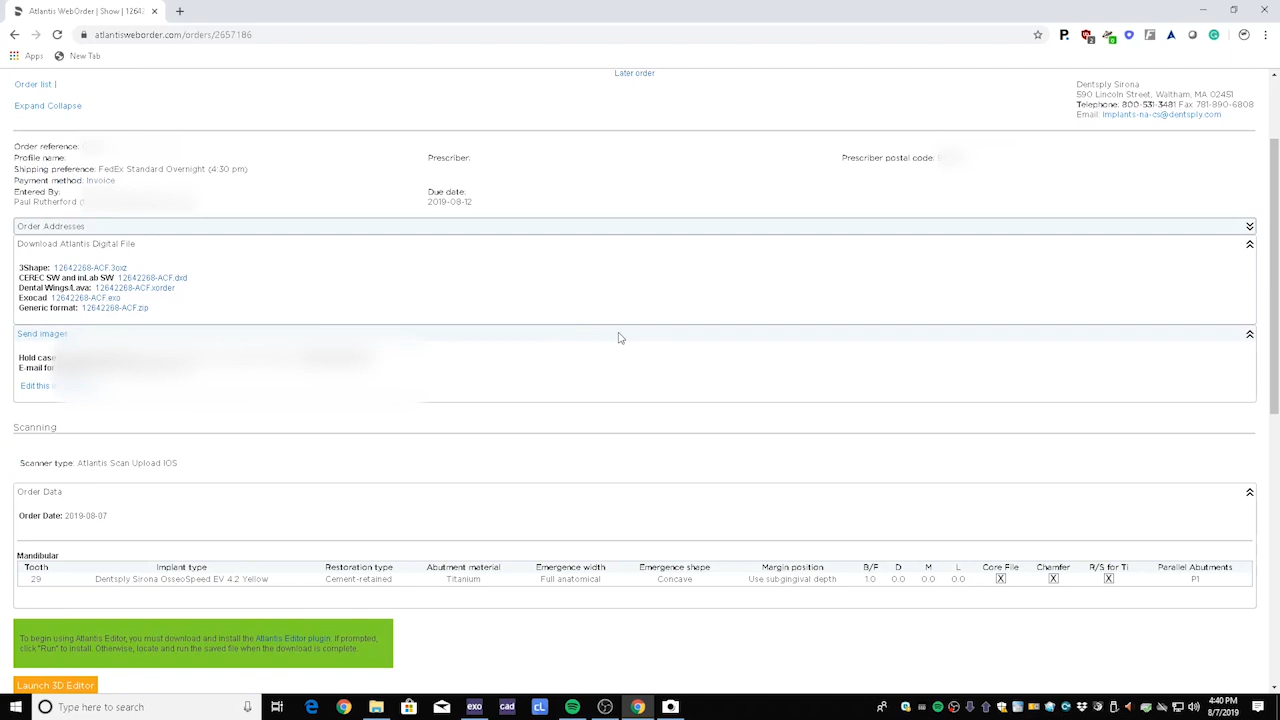 Atlantis WebOrder | Show | 12642
atlantisweborder.com/orders/2657186
Apps New Tab
Later order
Order list |
Expand Collapse
Dentsply Sirona
590 Lincoln Street, Waltham, MA 02451
Telephone: 800-531-3481 Fax: 781-890-6808
Email: Implants-na-cs@dentsply.com
Order reference:
Profile name:
Prescriber:
Prescriber postal code:
Shipping preference: FedEx Standard Overnight (4:30 pm)
Payment method: Invoice
Entered By:
Due date:
Paul Rutherford
2019-08-12
Order Addresses
Download Atlantis Digital File
3Shape: 12642268-ACF.3oxz
CEREC SW and inLab SW 12642268-ACF.dxd
Dental Wings/Lava: 12642268-ACF.xorder
Exocad 12642268-ACF.exo
Generic format: 12642268-ACF.zip
Send images
Hold case
E-mail for
Edit this
Scanning
Scanner type: Atlantis Scan Upload IOS
Order Data
Order Date: 2019-08-07
Mandibular
Tooth Implant type Restoration type Abutment material Emergence width Emergence shape Margin position B/F D M L Core File Chamfer R/S for Ti Parallel Abutments
29 Dentsply Sirona OsseoSpeed EV 4.2 Yellow Cement-retained Titanium Full anatomical Concave Use subgingival depth 1.0 0.0 0.0 0.0 X X X P1
To begin using Atlantis Editor, you must download and install the Atlantis Editor plugin. If prompted,
click "Run" to install. Otherwise, locate and run the saved file when the download is complete.
Launch 3D Editor
Type here to search
exo cad cL
4:40 PM
8/7/2019